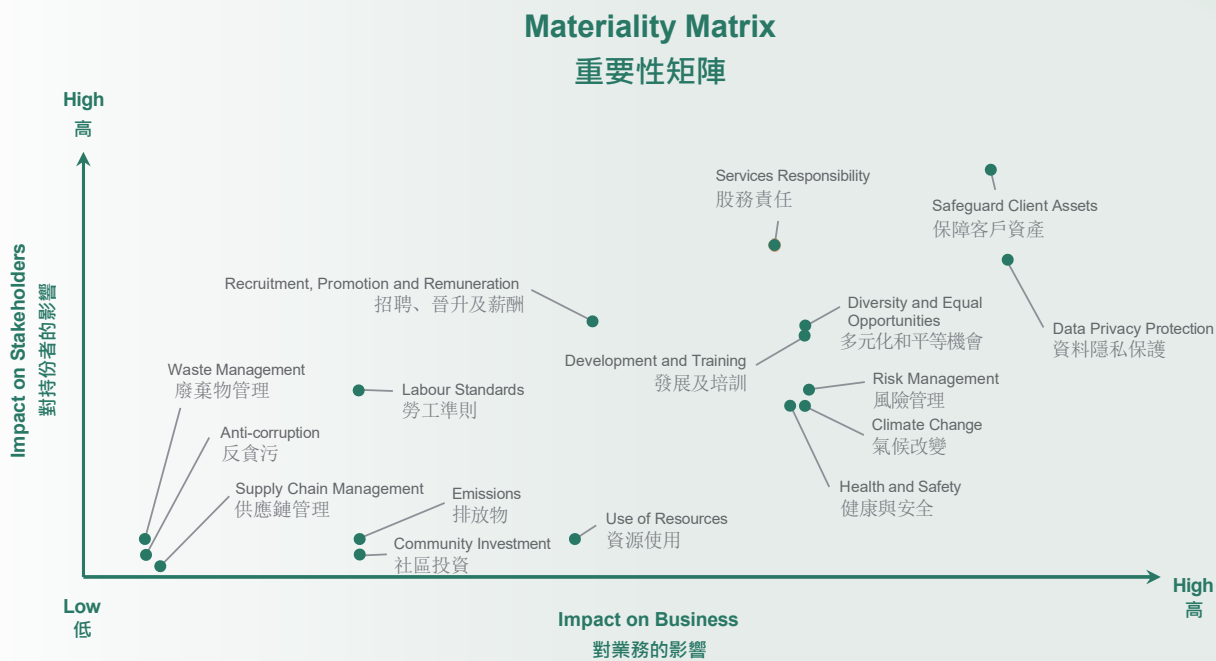 Materiality Matrix
重要性矩陣
High
高
Impact on Stakeholders
對持份者的影響
Services Responsibility
股務責任
Safeguard Client Assets
保障客戶資產
Recruitment, Promotion and Remuneration
招聘、晉升及薪酬
Diversity and Equal
Opportunities
多元化和平等機會
Data Privacy Protection
資料隱私保護
Development and Training
發展及培訓
Waste Management
廢棄物管理
Labour Standards
勞工準則
Risk Management
風險管理
Climate Change
氣候改變
Anti-corruption
反貪污
Supply Chain Management
供應鏈管理
Emissions
排放物
Health and Safety
健康與安全
Use of Resources
資源使用
Community Investment
社區投資
Low
低
Impact on Business
對業務的影響
High
高